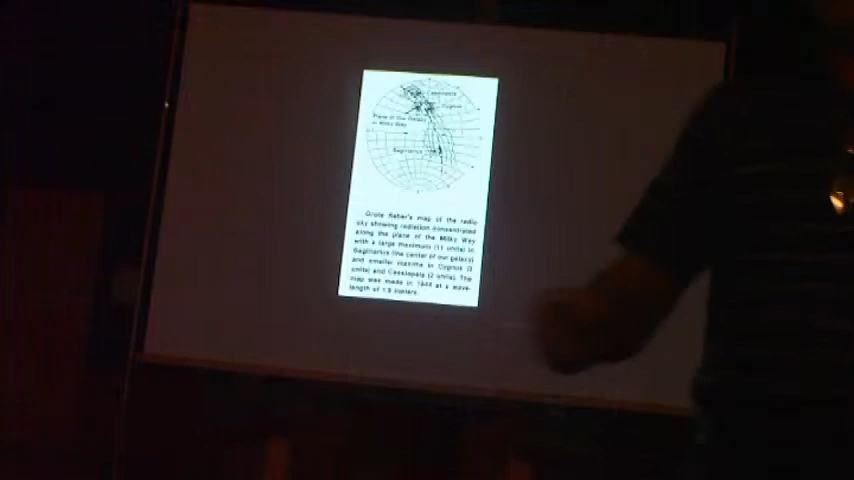 Cassiopeia
Cygnus
Plane of Our Galaxy
Milky Way
Sagittarius
Grote Reber's map of the radio
sky showing radiation concentrated
along the plane of the Milky Way
with a large maximum (11 units) in
Sagittarius (the center of our galaxy)
and smaller maxima in Cygnus (3
units) and Cassiopeia (2 units). The
map was made in 1944 at a wave-
length of 1.9 meters.